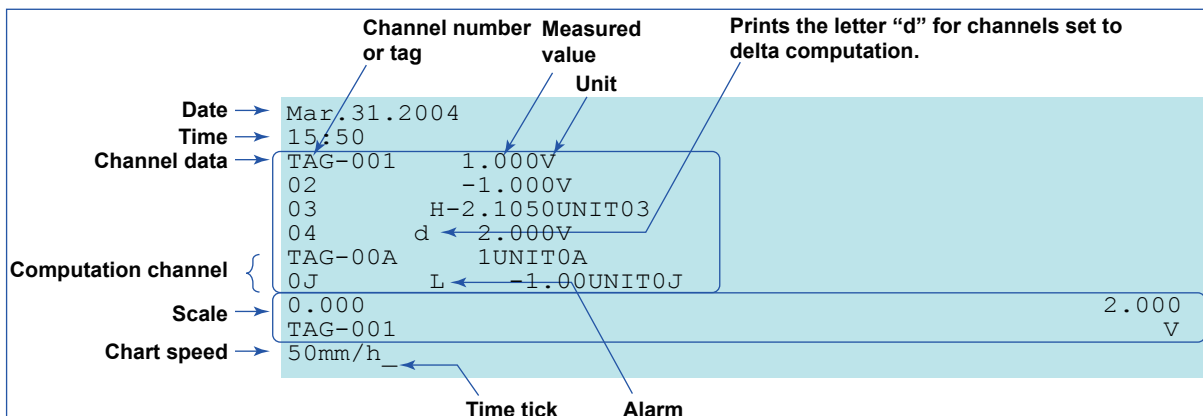 Channel number
or tag
Measured
value
Unit
Prints the letter “d” for channels set to
delta computation.
Date
Mar.31.2004
Time
15:50
Channel data
TAG-001 1.000V
02 -1.000V
03 H-2.1050UNIT03
04 d 2.000V
Computation channel
TAG-00A 1UNIT0A
0J L -1.00UNIT0J
Scale
0.000 2.000
TAG-001 V
Chart speed
50mm/h_
Time tick Alarm